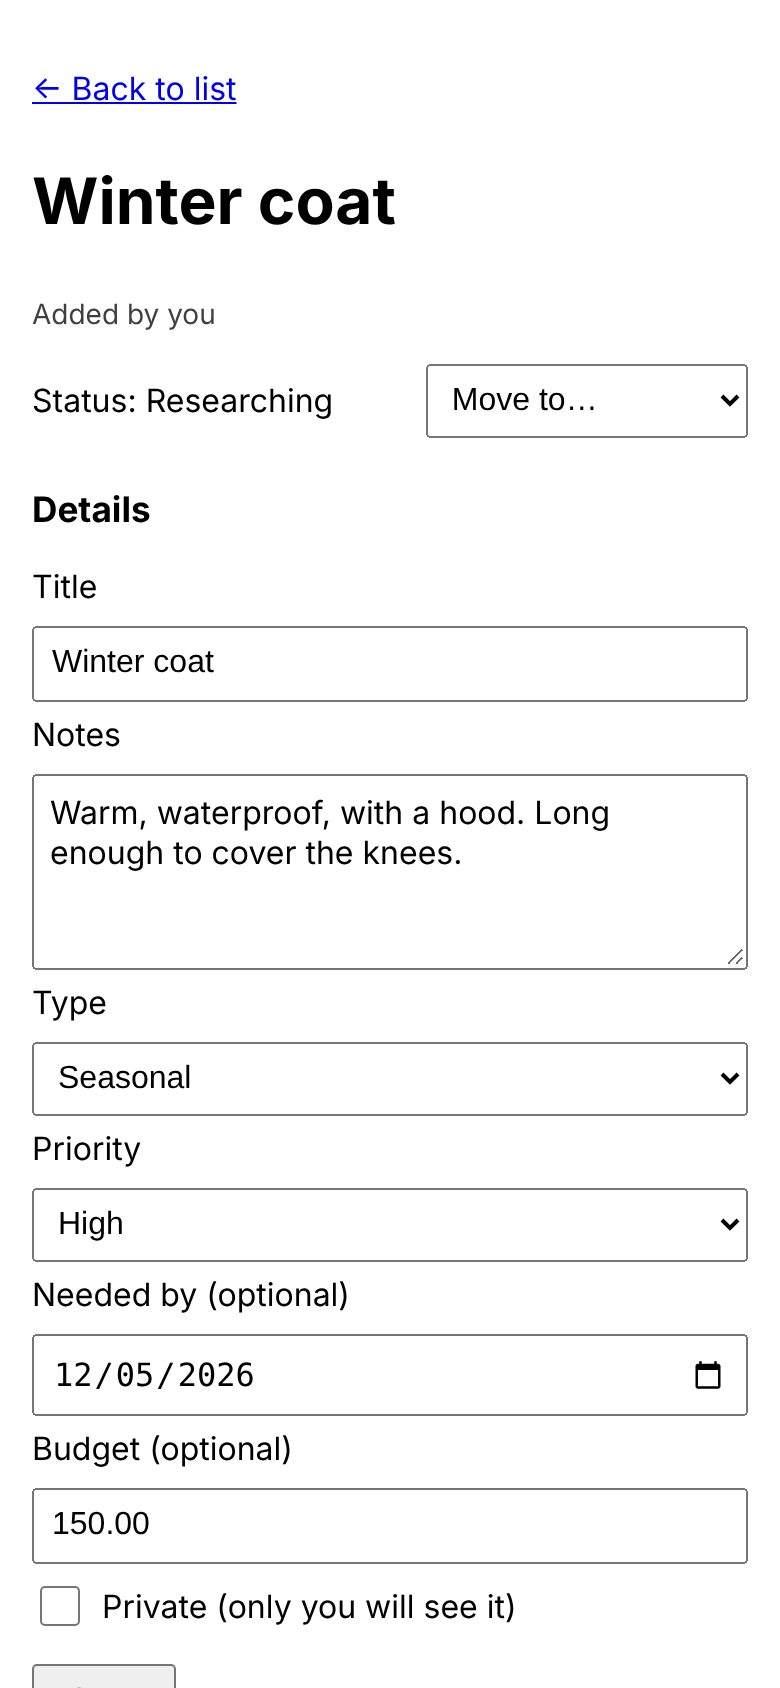 ← Back to list
Winter coat
Added by you
Status: Researching
Move to...
Details
Title
Winter coat
Notes
Warm, waterproof, with a hood. Long
enough to cover the knees.
Type
Seasonal
Priority
High
Needed by (optional)
12/05/2026
Budget (optional)
150.00
Private (only you will see it)